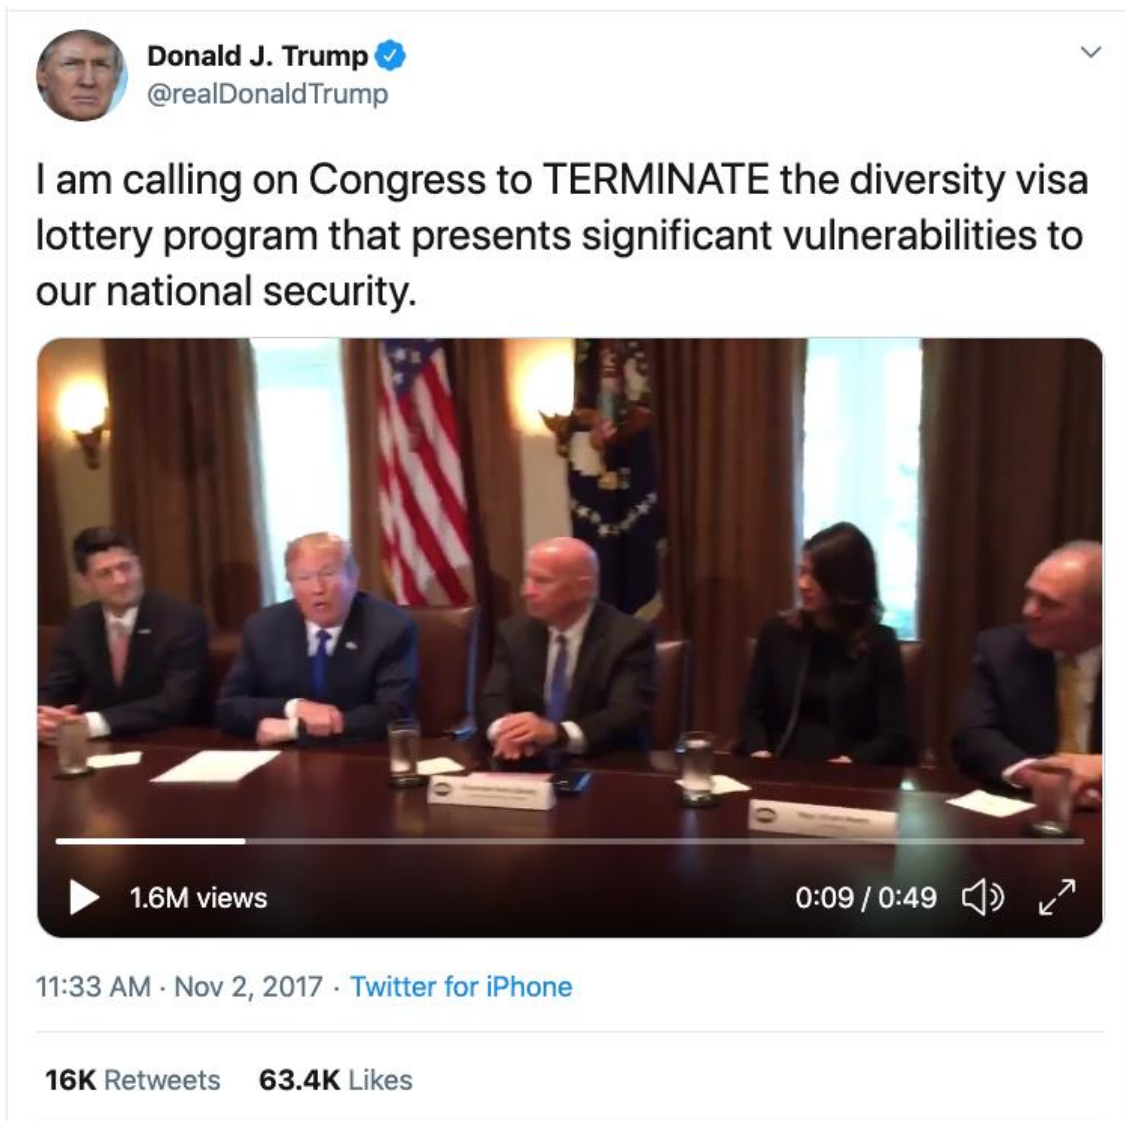 Donald J. Trump
@realDonaldTrump
I am calling on Congress to TERMINATE the diversity visa
lottery program that presents significant vulnerabilities to
our national security.
1.6M views
0:09 / 0:49
11:33 AM · Nov 2, 2017 · Twitter for iPhone
16K Retweets 63.4K Likes